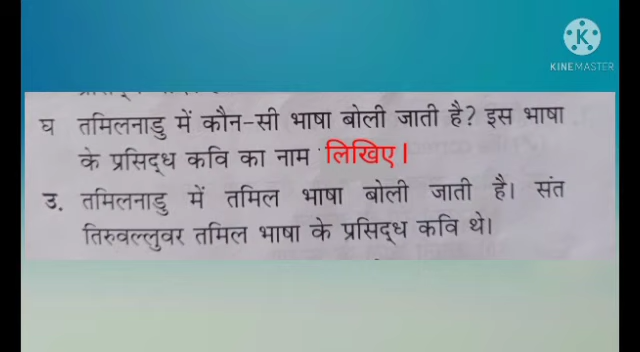 KINEMASTER
घ तमिलनाडु में कौन-सी भाषा बोली जाती है? इस भाषा
के प्रसिद्ध कवि का नाम लिखिए।
उ. तमिलनाडु में तमिल भाषा बोली जाती है। संत
तिरुवल्लुवर तमिल भाषा के प्रसिद्ध कवि थे।